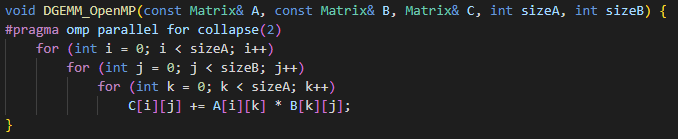 void DGEMM_OpenMP(const Matrix& A, const Matrix& B, Matrix& C, int sizeA, int sizeB) {
#pragma omp parallel for collapse(2)
    for (int i = 0; i < sizeA; i++)
        for (int j = 0; j < sizeB; j++)
            for (int k = 0; k < sizeA; k++)
                C[i][j] += A[i][k] * B[k][j];
}